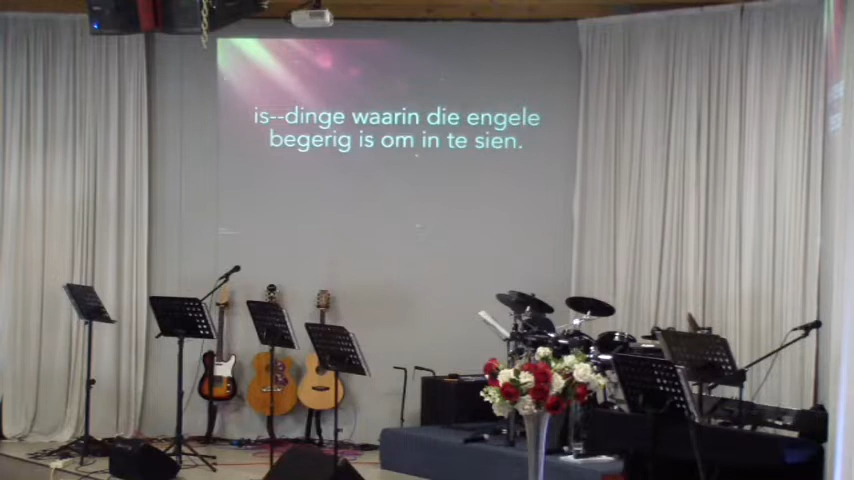 is--dinge waarin die engele
begerig is om in te sien.